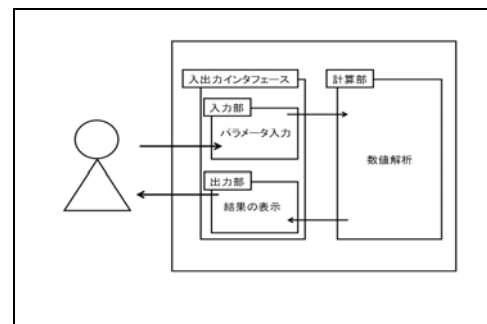 入出力インタフェース
計算部
入力部
パラメータ入力
数値解析
出力部
結果の表示